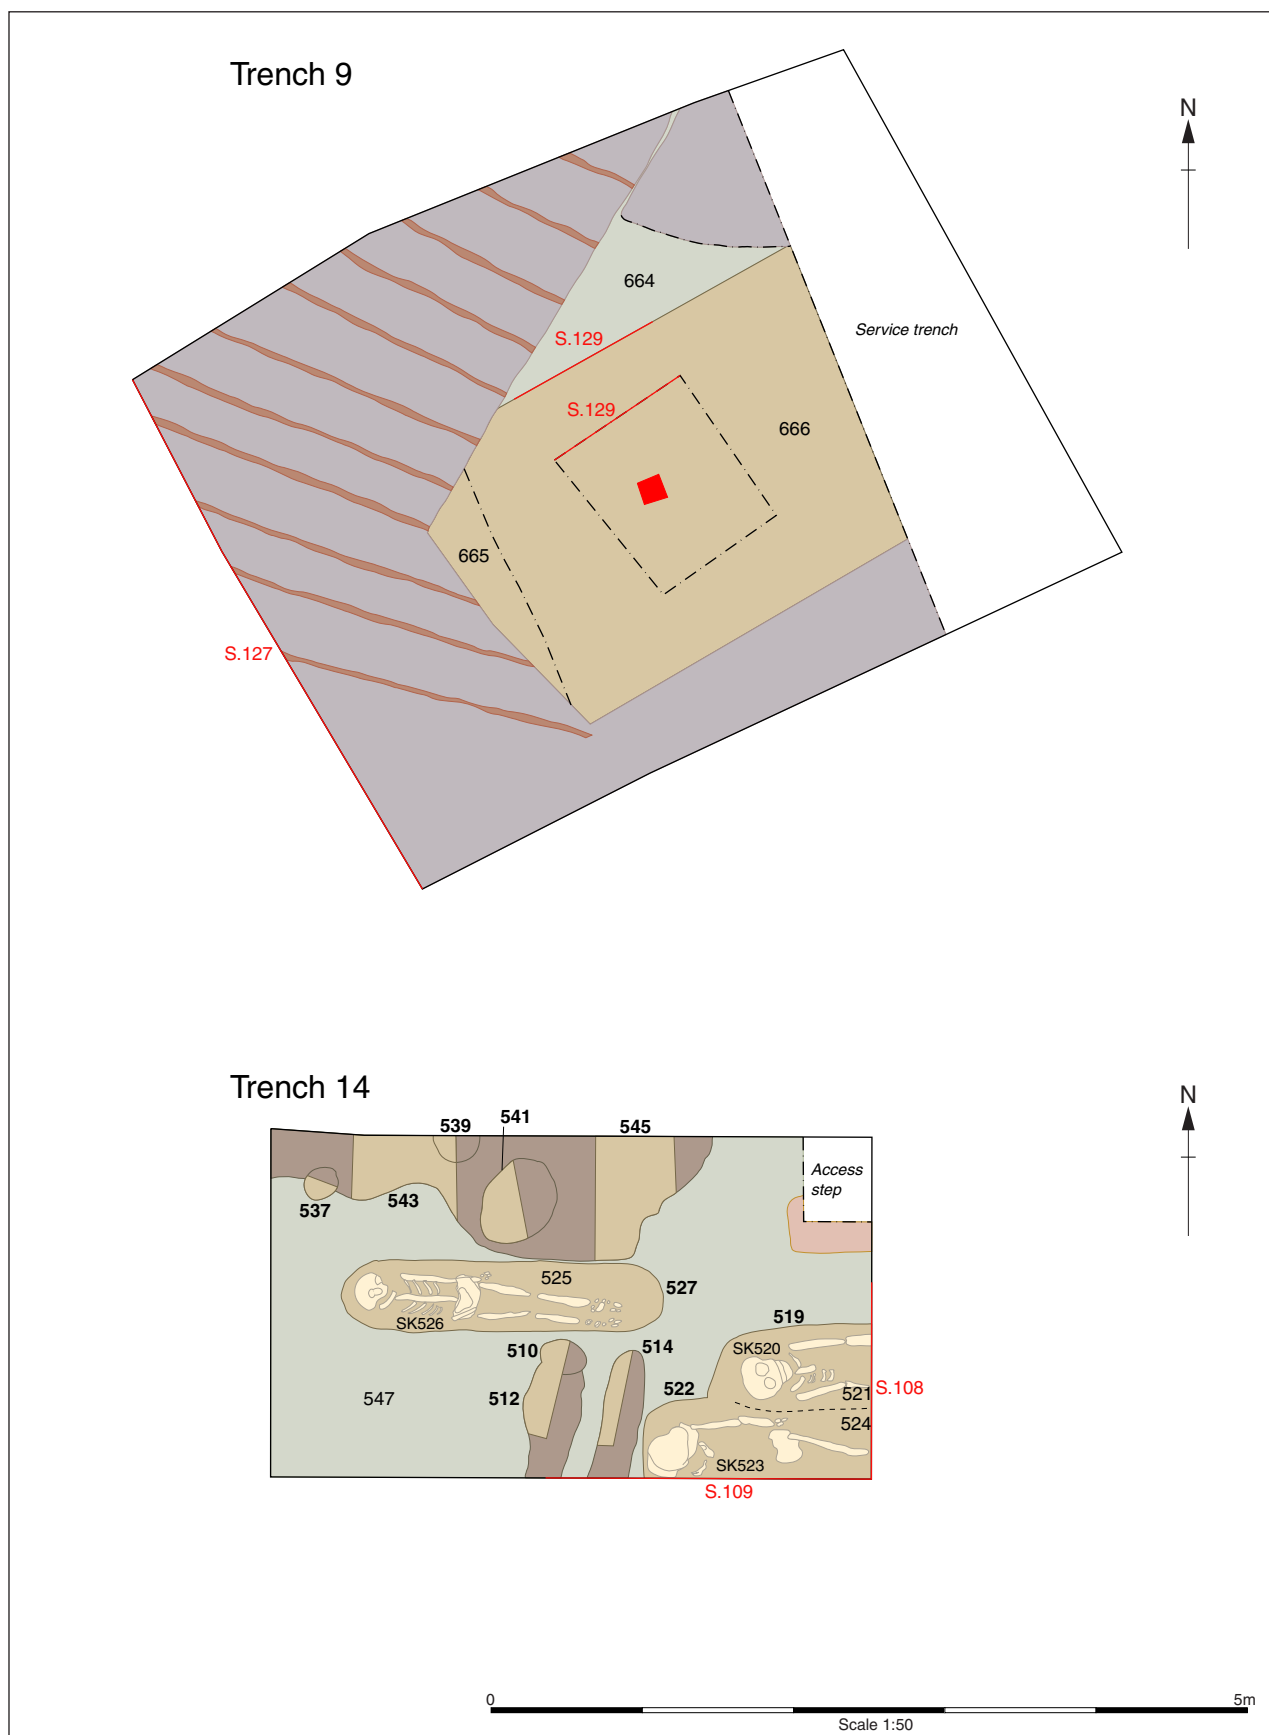 Trench 9
N
664
S.129
Service trench
S.129
666
665
S.127
Trench 14
N
541
539
545
Access
step
537
543
525
527
SK526
519
510
514
SK520
522
S.108
512
547
521
524
SK523
S.109
0
5m
Scale 1:50